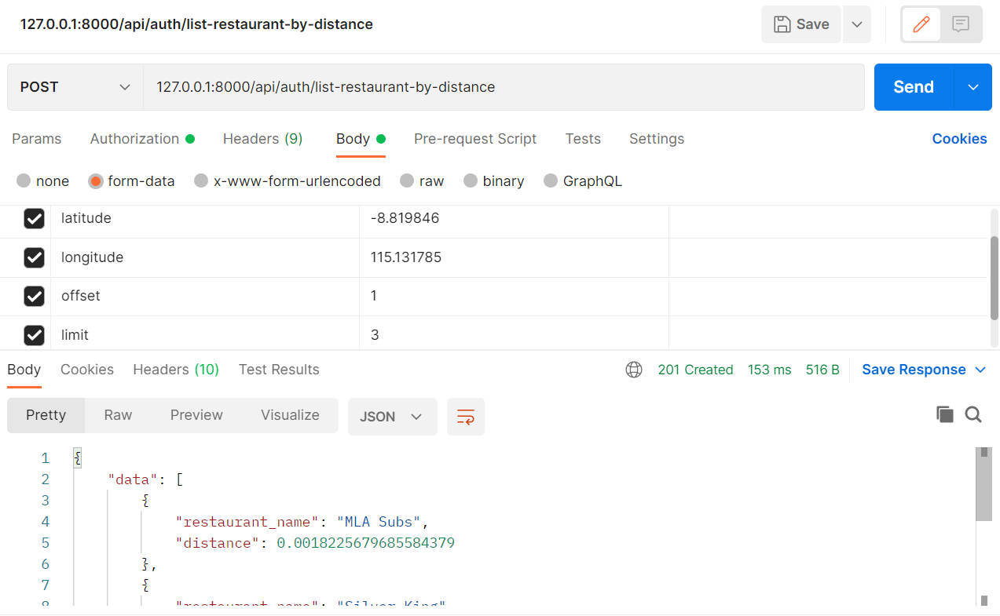 127.0.0.1:8000/api/auth/list-restaurant-by-distance
Save
POST 127.0.0.1:8000/api/auth/list-restaurant-by-distance Send
Params Authorization Headers (9) Body Pre-request Script Tests Settings Cookies
none form-data x-www-form-urlencoded raw binary GraphQL
latitude -8.819846
longitude 115.131785
offset 1
limit 3
Body Cookies Headers (10) Test Results 201 Created 153 ms 516 B Save Response
Pretty Raw Preview Visualize JSON
1 {
2 "data": [
3 {
4 "restaurant_name": "MLA Subs",
5 "distance": 0.0018225679685584379
6 },
7 {
8 "restaurant_name": "Silver King"